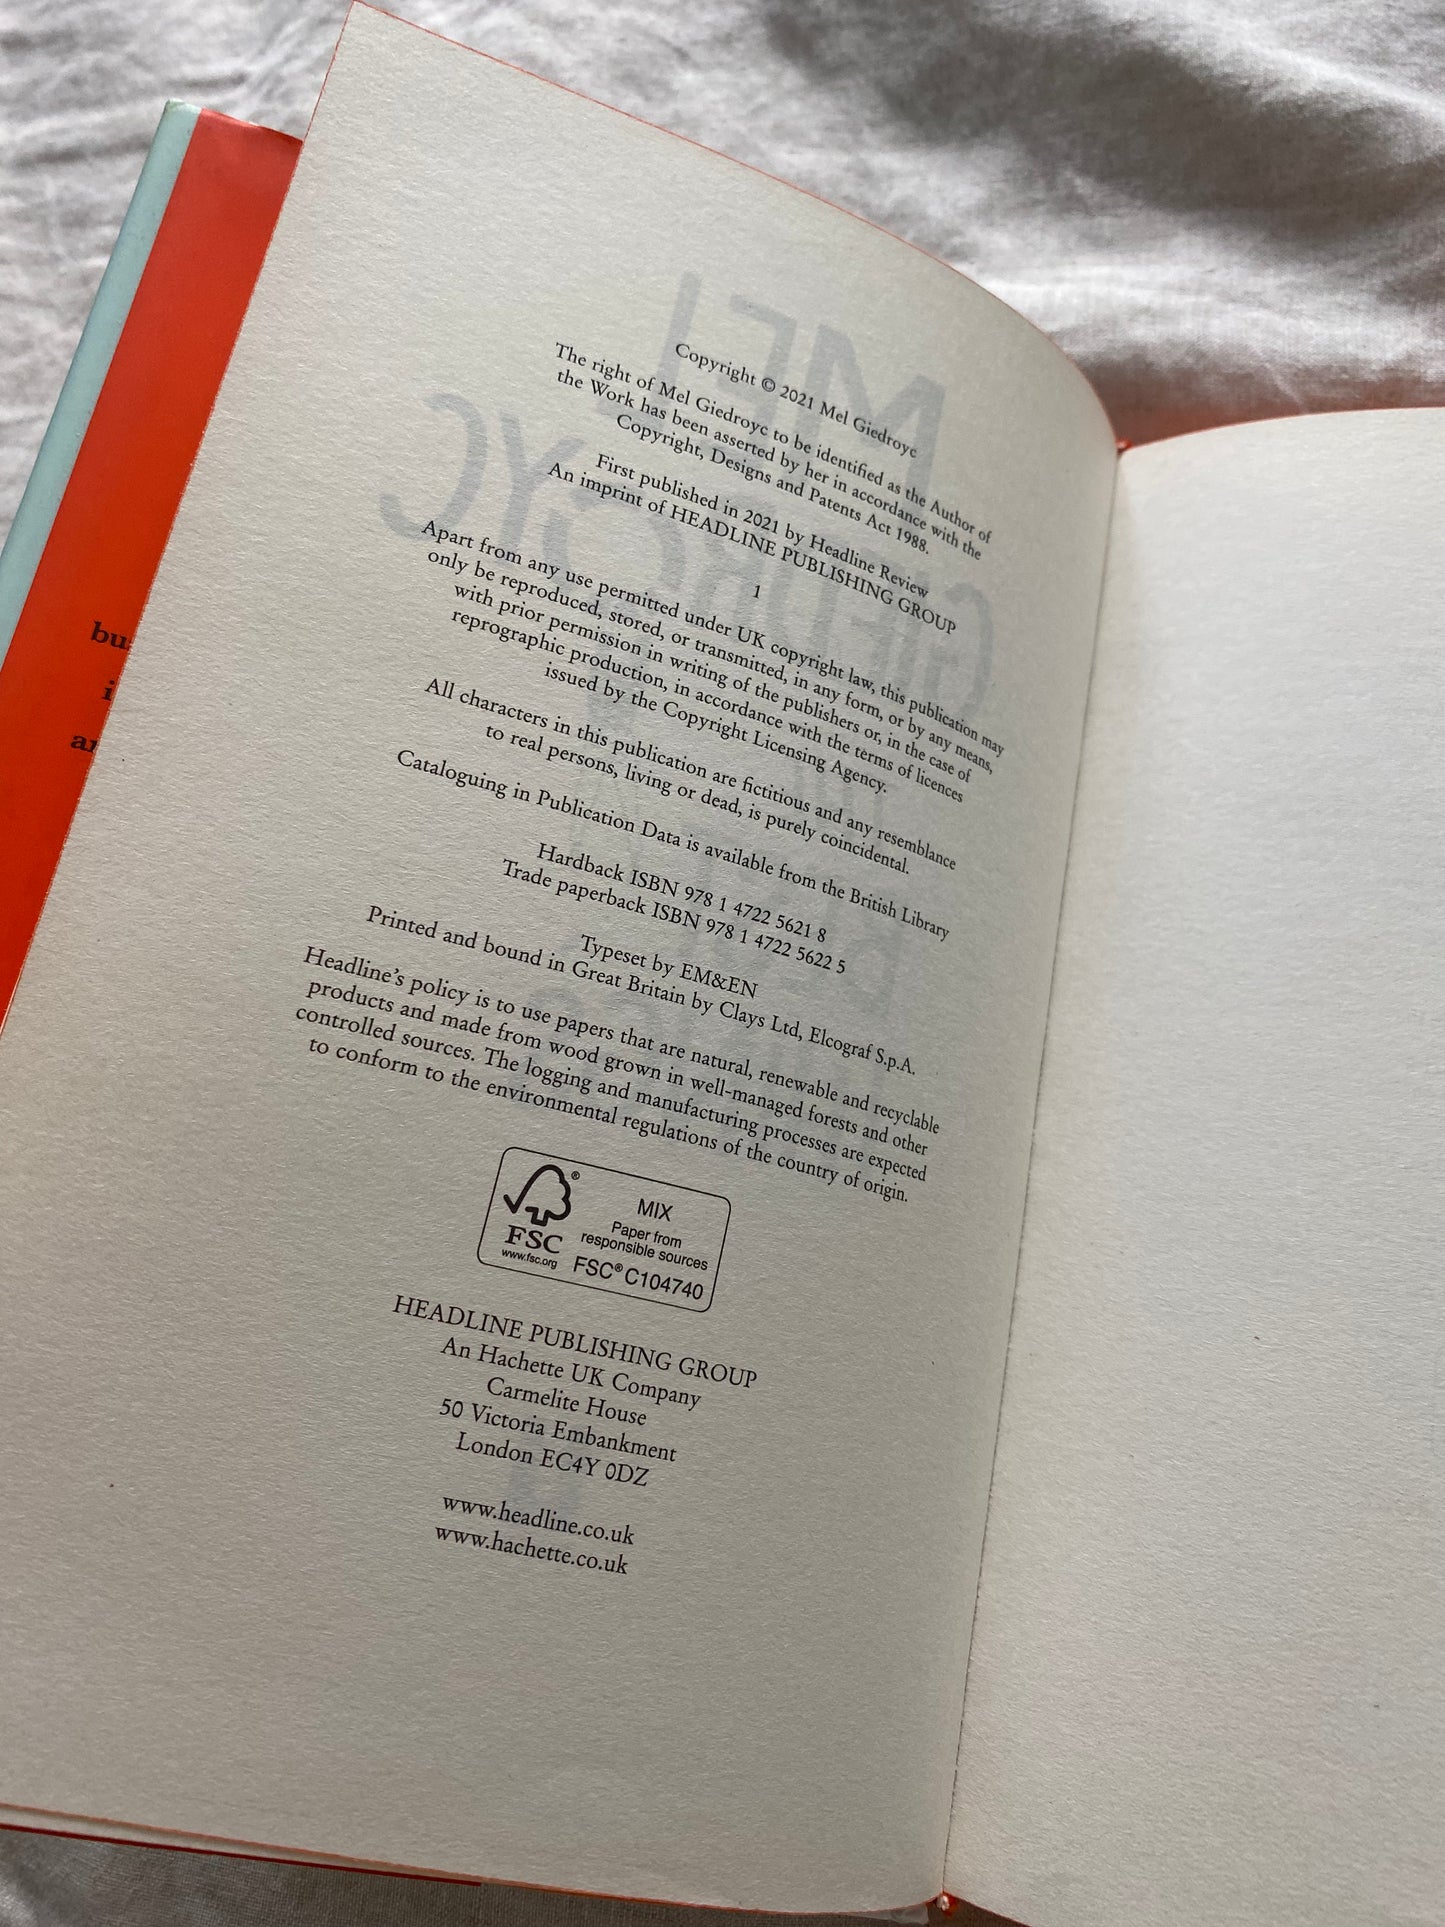 Copyright © 2021 Mel Giedroyc
The right of Mel Giedroyc to be identified as the Author of
the Work has been asserted by her in accordance with the
Copyright, Designs and Patents Act 1988.
First published in 2021 by Headline Review
An imprint of HEADLINE PUBLISHING GROUP
1
Apart from any use permitted under UK copyright law, this publication may
only be reproduced, stored, or transmitted, in any form, or by any means,
with prior permission in writing of the publishers or, in the case of
reprographic production, in accordance with the terms of licences
issued by the Copyright Licensing Agency.
All characters in this publication are fictitious and any resemblance
to real persons, living or dead, is purely coincidental.
Cataloguing in Publication Data is available from the British Library
Hardback ISBN 978 1 4722 5621 8
Trade paperback ISBN 978 1 4722 5622 5
Typeset by EM&EN
Printed and bound in Great Britain by Clays Ltd, Elcograf S.p.A.
Headline's policy is to use papers that are natural, renewable and recyclable
products and made from wood grown in well-managed forests and other
controlled sources. The logging and manufacturing processes are expected
to conform to the environmental regulations of the country of origin.
FSC
www.fsc.org
MIX
Paper from
responsible sources
FSC® C104740
HEADLINE PUBLISHING GROUP
An Hachette UK Company
Carmelite House
50 Victoria Embankment
London EC4Y 0DZ
www.headline.co.uk
www.hachette.co.uk